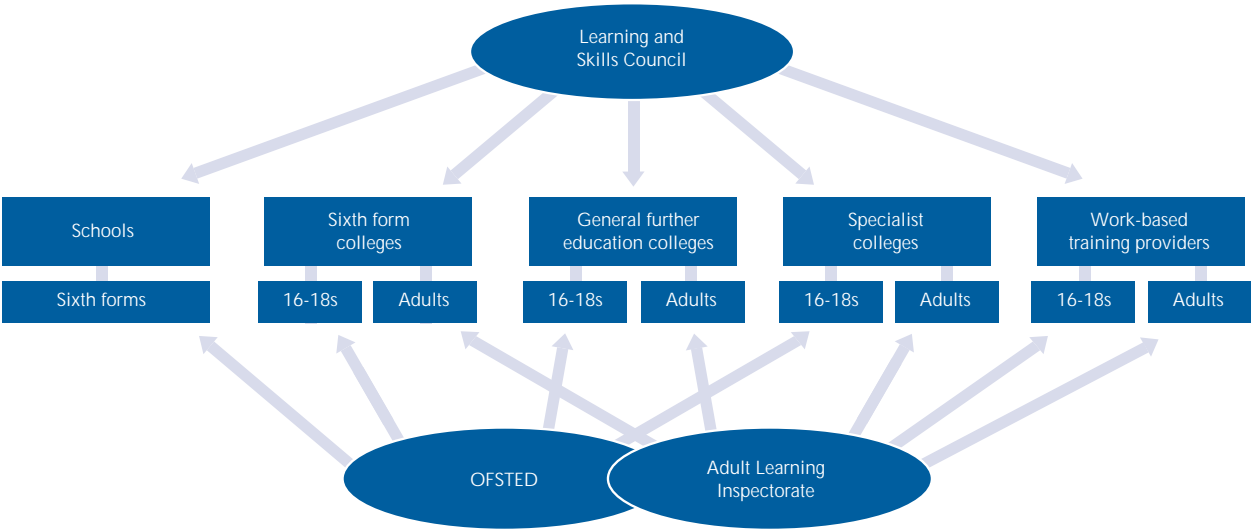 Learning and
Skills Council
Schools
Sixth form
colleges
General further
education colleges
Specialist
colleges
Work-based
training providers
Sixth forms
16-18s
Adults
16-18s
Adults
16-18s
Adults
16-18s
Adults
OFSTED
Adult Learning
Inspectorate